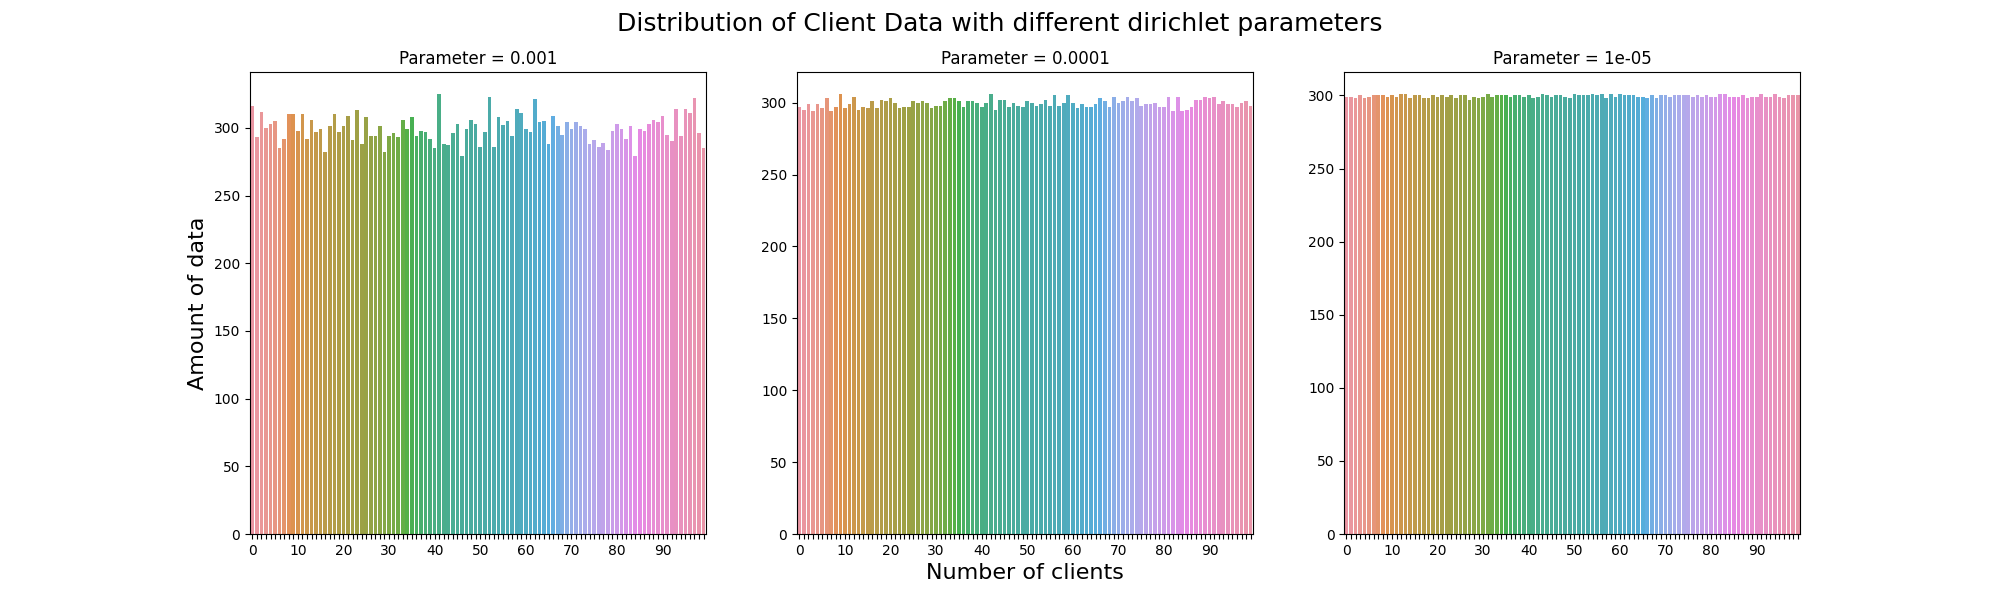 Distribution of Client Data with different dirichlet parameters
Parameter = 0.001
Amount of data
300
250
200
150
100
50
0
0 10 20 30 40 50 60 70 80 90
Parameter = 0.0001
300
250
200
150
100
50
0
0 10 20 30 40 50 60 70 80 90
Number of clients
Parameter = 1e-05
300
250
200
150
100
50
0
0 10 20 30 40 50 60 70 80 90